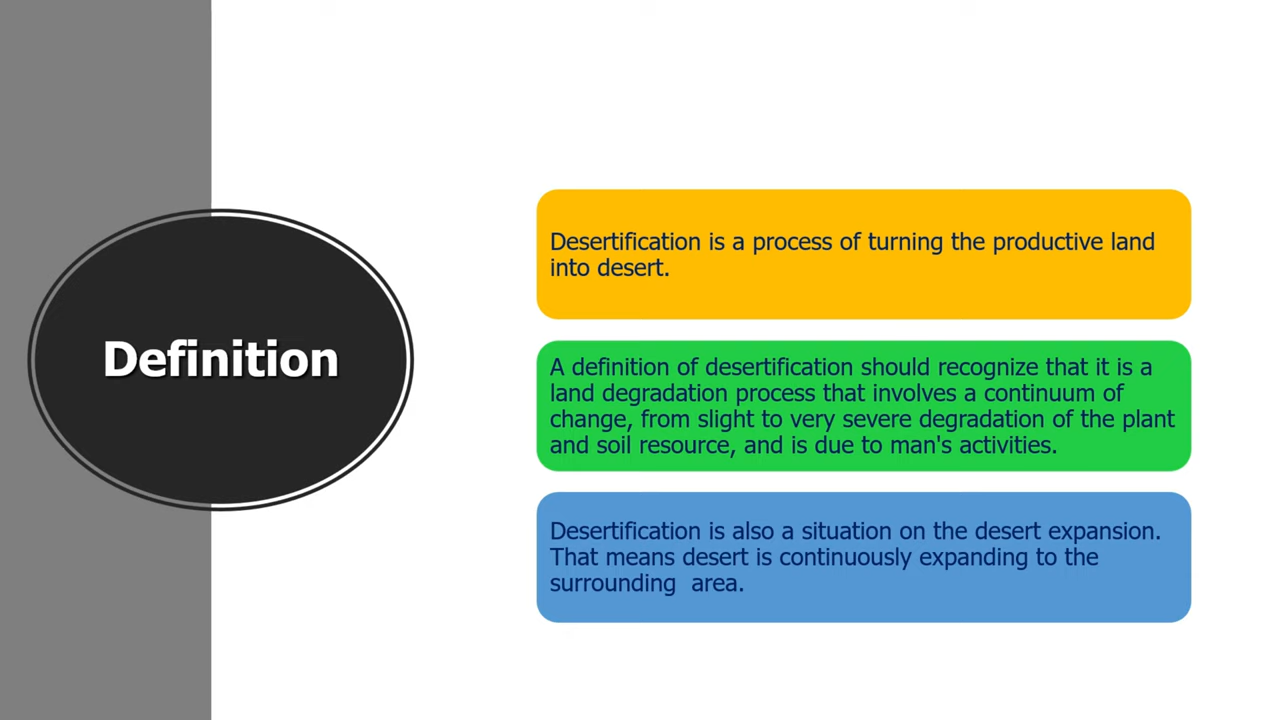 Definition
Desertification is a process of turning the productive land
into desert.
A definition of desertification should recognize that it is a
land degradation process that involves a continuum of
change, from slight to very severe degradation of the plant
and soil resource, and is due to man's activities.
Desertification is also a situation on the desert expansion.
That means desert is continuously expanding to the
surrounding  area.